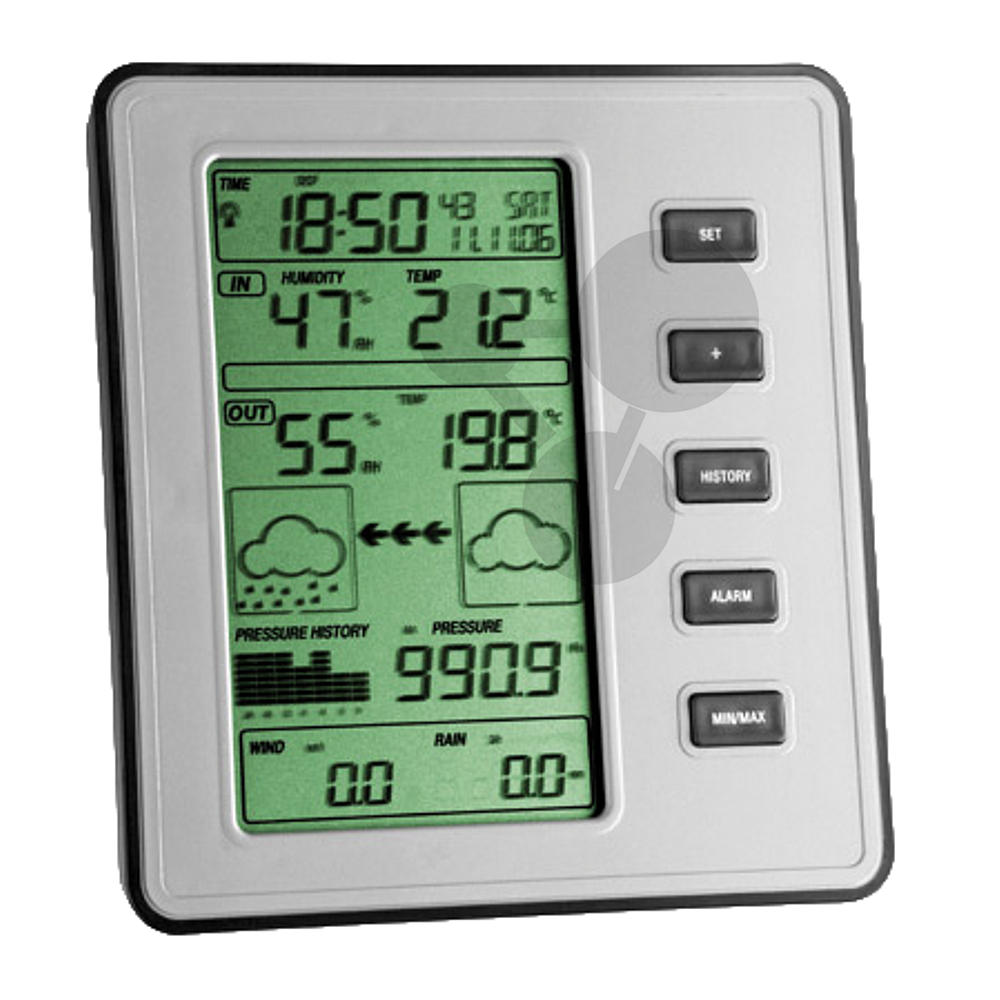 TIME
18:50 43 SAT
11.11.06
SET
IN HUMIDITY TEMP
47 % RH 21.2 °C
+
OUT TEMP
55 % RH 19.8 °C
HISTORY
ALARM
PRESSURE HISTORY PRESSURE
990.9
MIN/MAX
WIND RAIN
0.0 0.0